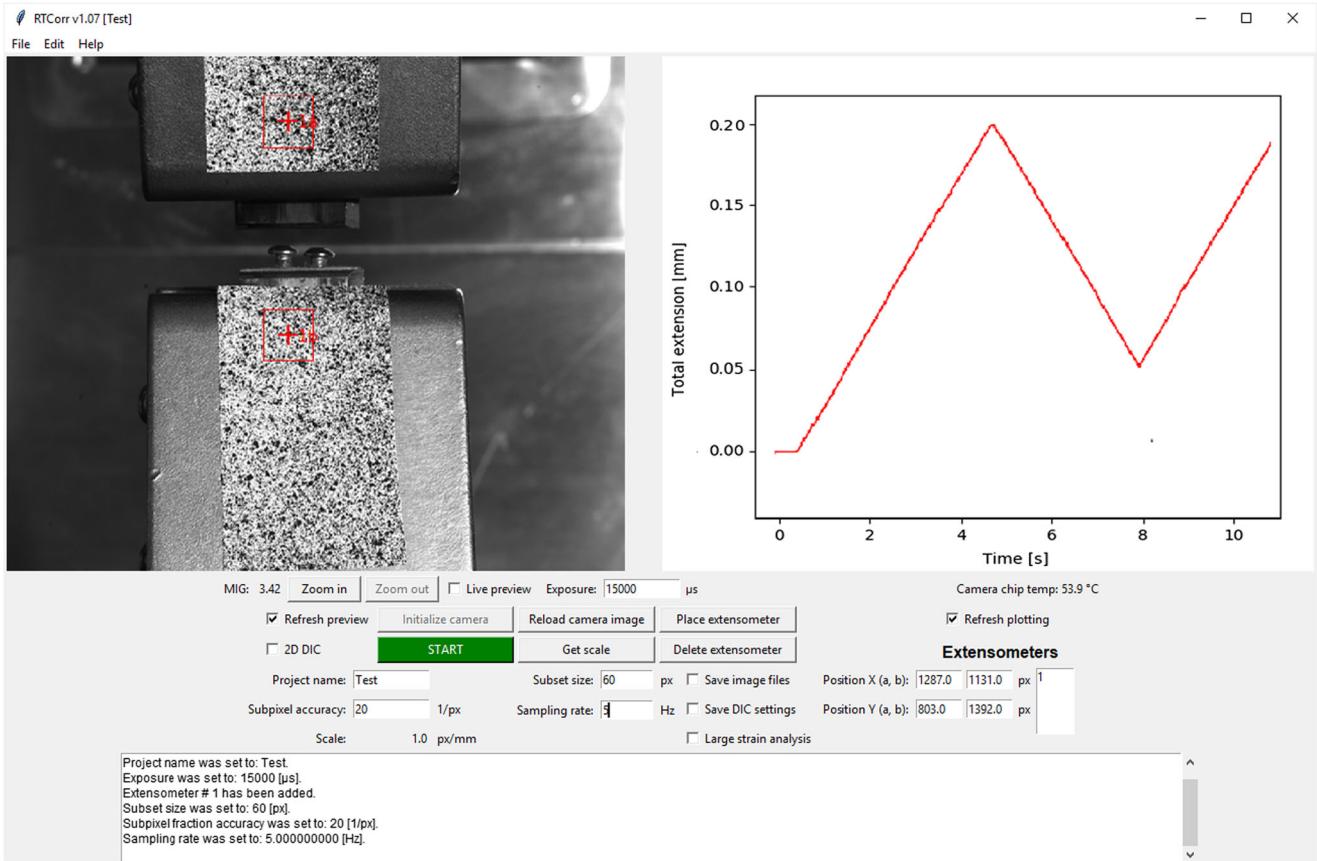 RTCorr v1.07 [Test]
File Edit Help
1a
1b
0.20
0.15
0.10
0.05
0.00
Total extension [mm]
0 2 4 6 8 10
Time [s]
MIG: 3.42 Zoom in Zoom out Live preview Exposure: 15000 µs Camera chip temp: 53.9 °C
Refresh preview Initialize camera Reload camera image Place extensometer Refresh plotting
2D DIC START Get scale Delete extensometer Extensometers
Project name: Test Subset size: 60 px Save image files Position X (a, b): 1287.0 1131.0 px 1
Subpixel accuracy: 20 1/px Sampling rate: 5 Hz Save DIC settings Position Y (a, b): 803.0 1392.0 px
Scale: 1.0 px/mm Large strain analysis
Project name was set to: Test.
Exposure was set to: 15000 [µs].
Extensometer # 1 has been added.
Subset size was set to: 60 [px].
Subpixel fraction accuracy was set to: 20 [1/px].
Sampling rate was set to: 5.000000000 [Hz].